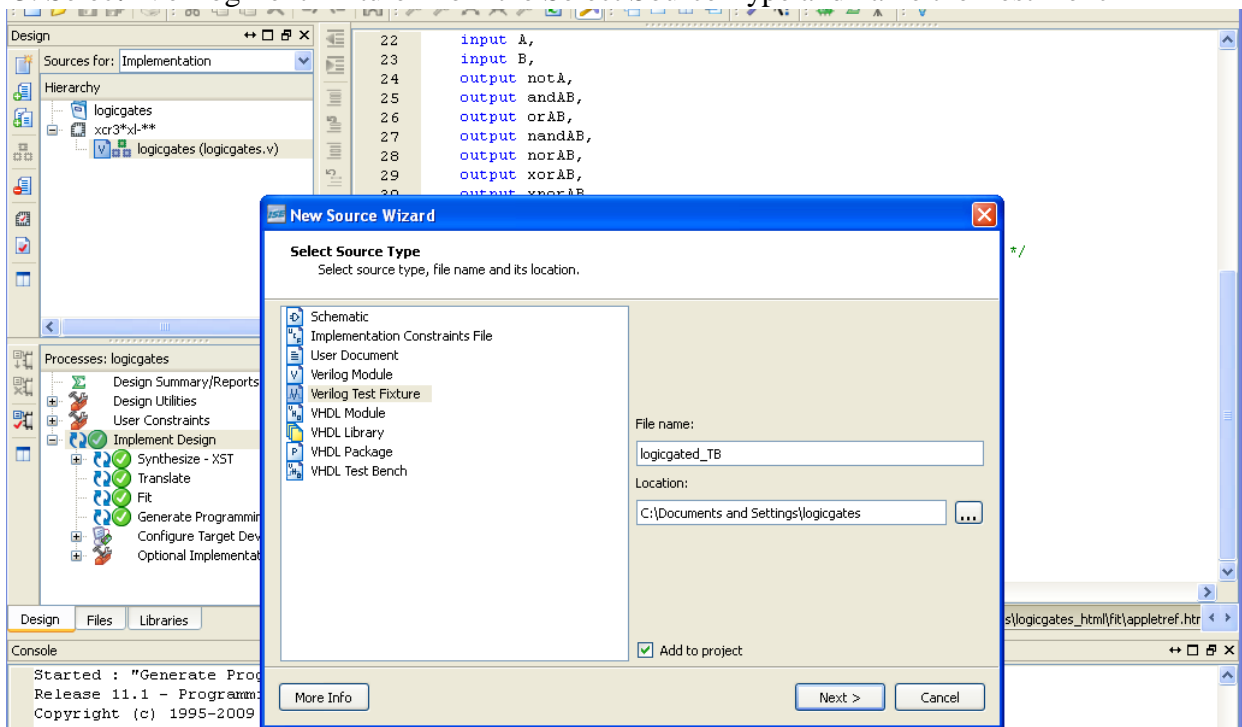 Design
Sources for: Implementation
Hierarchy
logicgates
xcr3*xl-**
logicgates (logicgates.v)
22 input A,
23 input B,
24 output notA,
25 output andAB,
26 output orAB,
27 output nandAB,
28 output norAB,
29 output xorAB,
30 output xnorAB
*/
Processes: logicgates
Design Summary/Reports
Design Utilities
User Constraints
Implement Design
Synthesize - XST
Translate
Fit
Generate Programmin
Configure Target Dev
Optional Implementat
Design Files Libraries
s\logicgates_html\fit\appletref.htr
Console
Started : "Generate Prog
Release 11.1 - Programm
Copyright (c) 1995-2009
ISE New Source Wizard
Select Source Type
Select source type, file name and its location.
Schematic
Implementation Constraints File
User Document
Verilog Module
Verilog Test Fixture
VHDL Module
VHDL Library
VHDL Package
VHDL Test Bench
File name:
logicgated_TB
Location:
C:\Documents and Settings\logicgates
...
Add to project
More Info
Next >
Cancel